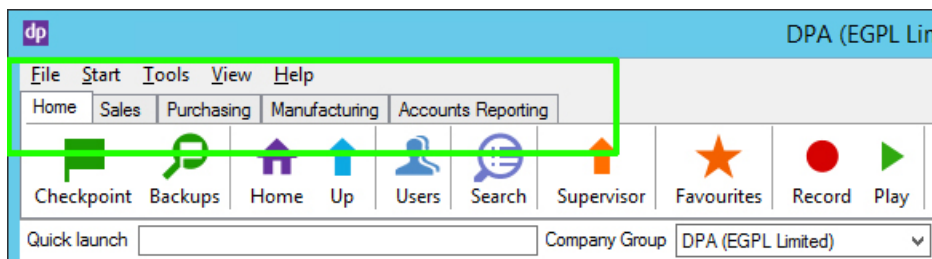 dp DPA (EGPL Lim
File Start Tools View Help
Home Sales Purchasing Manufacturing Accounts Reporting
Checkpoint Backups Home Up Users Search Supervisor Favourites Record Play
Quick launch Company Group DPA (EGPL Limited)